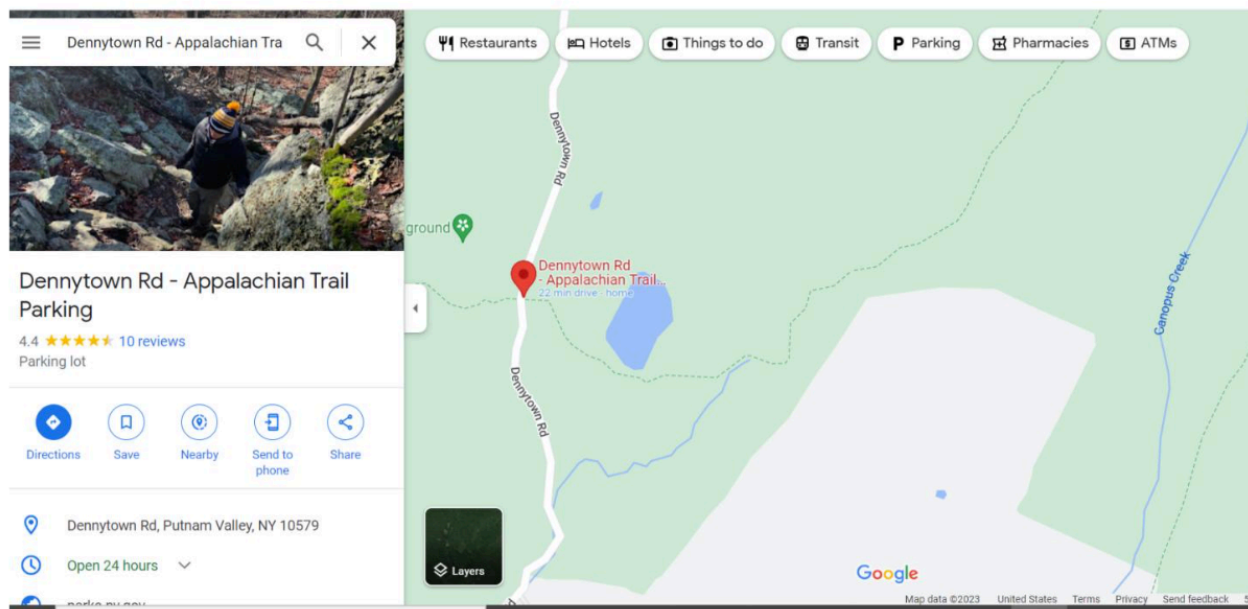 Dennytown Rd - Appalachian Tra
Restaurants
Hotels
Things to do
Transit
P Parking
Pharmacies
ATMs
Dennytown Rd
ground
Dennytown Rd
- Appalachian Trail...
22 min drive - home
Canopus Creek
Dennytown Rd
Dennytown Rd - Appalachian Trail
Parking
4.4 10 reviews
Parking lot
Directions
Save
Nearby
Send to
phone
Share
Dennytown Rd, Putnam Valley, NY 10579
Open 24 hours
Layers
Google
Map data ©2023 United States Terms Privacy Send feedback